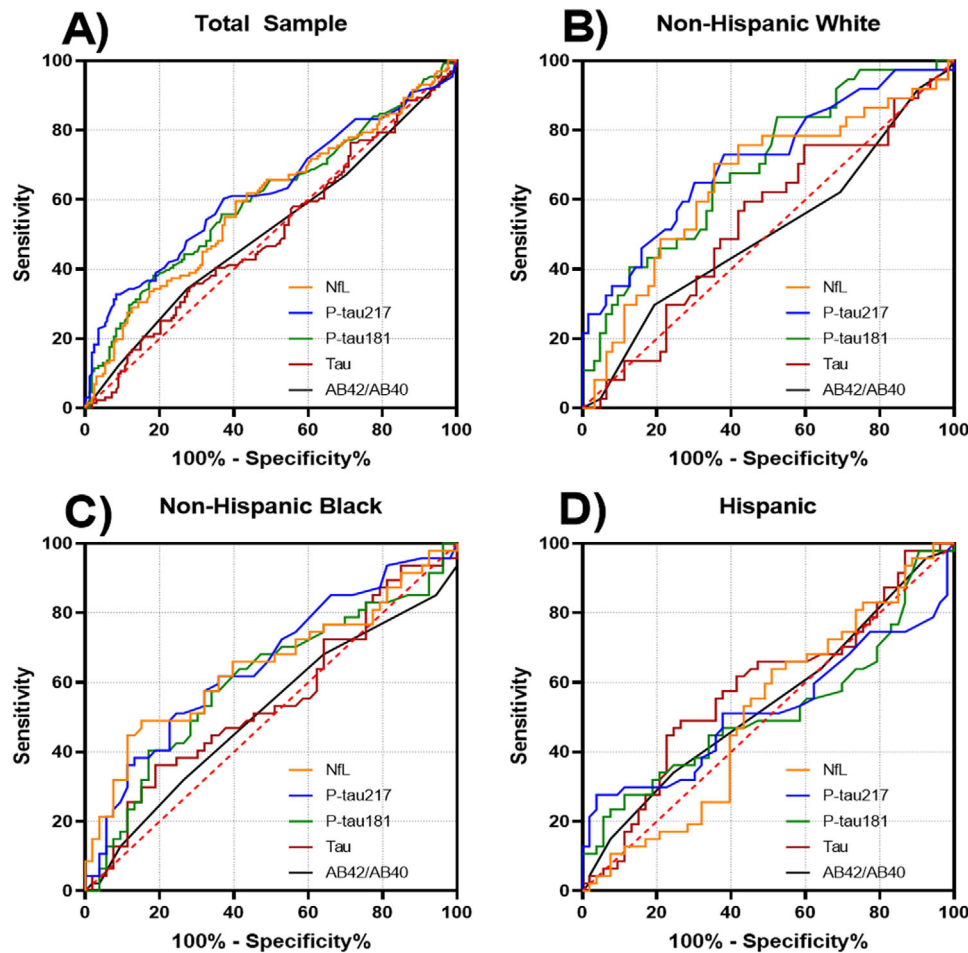 A) Total Sample
Sensitivity
100
80
60
40
20
0
NfL
P-tau217
P-tau181
Tau
AB42/AB40
0 20 40 60 80 100
100% - Specificity%
B) Non-Hispanic White
Sensitivity
100
80
60
40
20
0
NfL
P-tau217
P-tau181
Tau
AB42/AB40
0 20 40 60 80 100
100% - Specificity%
C) Non-Hispanic Black
Sensitivity
100
80
60
40
20
0
NfL
P-tau217
P-tau181
Tau
AB42/AB40
0 20 40 60 80 100
100% - Specificity%
D) Hispanic
Sensitivity
100
80
60
40
20
0
NfL
P-tau217
P-tau181
Tau
AB42/AB40
0 20 40 60 80 100
100% - Specificity%